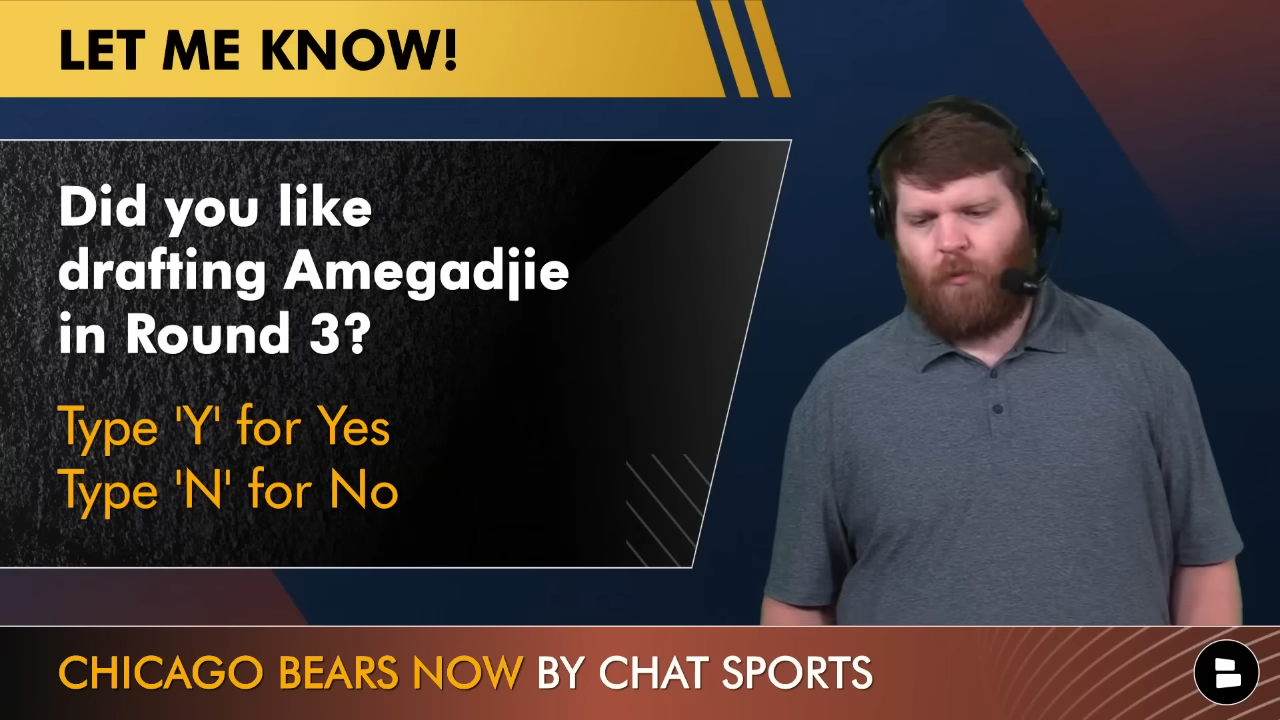 LET ME KNOW!
Did you like
drafting Amegadjie
in Round 3?
Type 'Y' for Yes
Type 'N' for No
CHICAGO BEARS NOW BY CHAT SPORTS